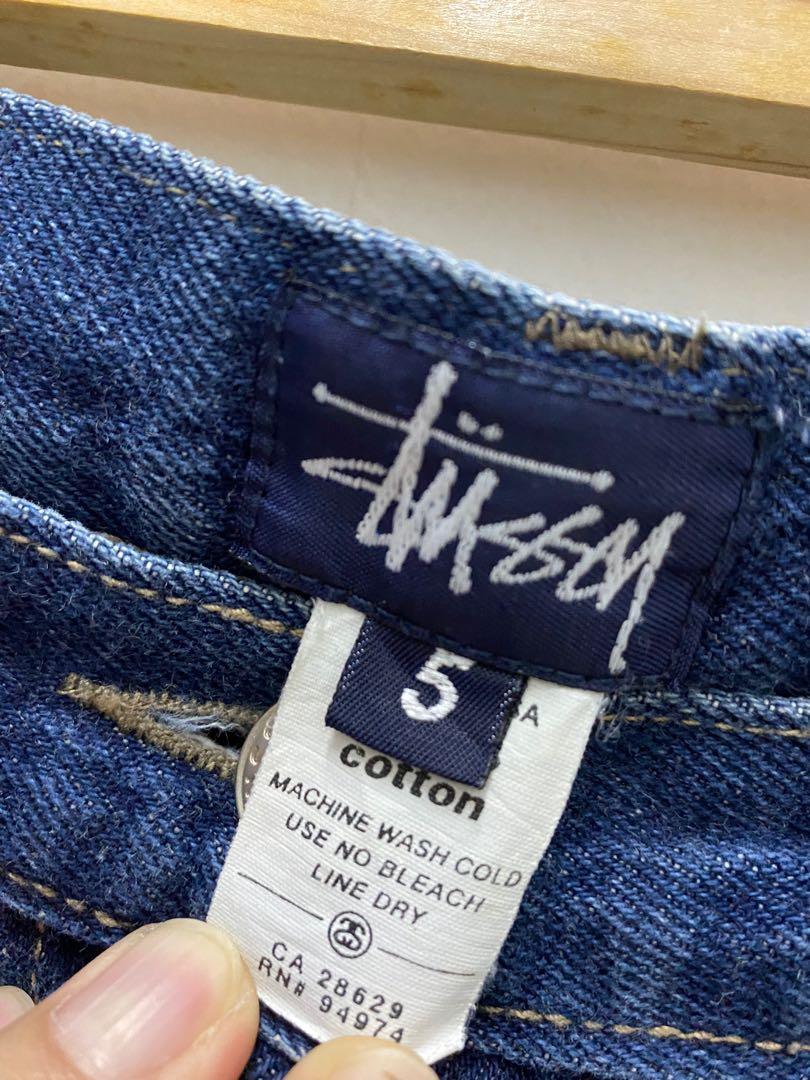 Stüssy
5
A
cotton
MACHINE WASH COLD
USE NO BLEACH
LINE DRY
CA 28629
RN# 94974